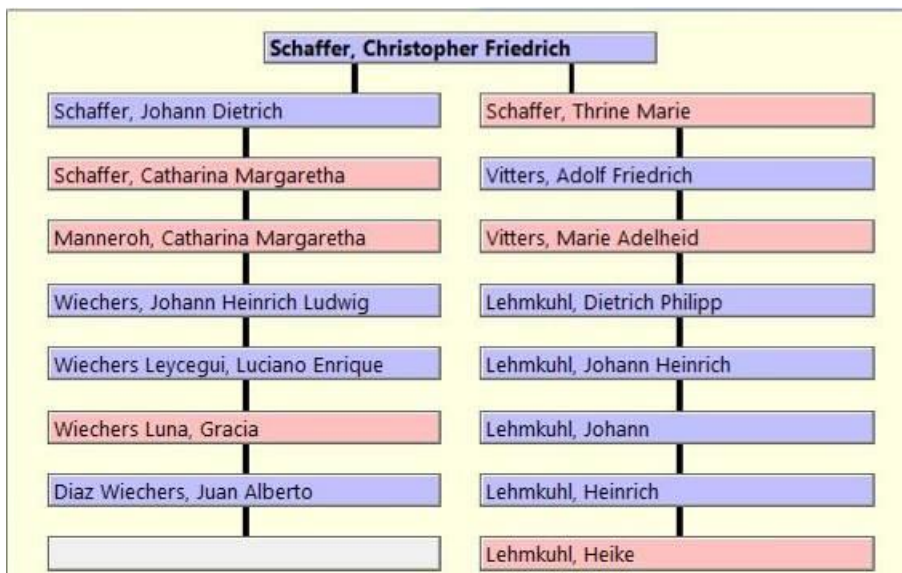 Schaffer, Christopher Friedrich
Schaffer, Johann Dietrich
Schaffer, Thrine Marie
Schaffer, Catharina Margaretha
Vitters, Adolf Friedrich
Manneroh, Catharina Margaretha
Vitters, Marie Adelheid
Wiechers, Johann Heinrich Ludwig
Lehmkuhl, Dietrich Philipp
Wiechers Leycegui, Luciano Enrique
Lehmkuhl, Johann Heinrich
Wiechers Luna, Gracia
Lehmkuhl, Johann
Diaz Wiechers, Juan Alberto
Lehmkuhl, Heinrich
Lehmkuhl, Heike